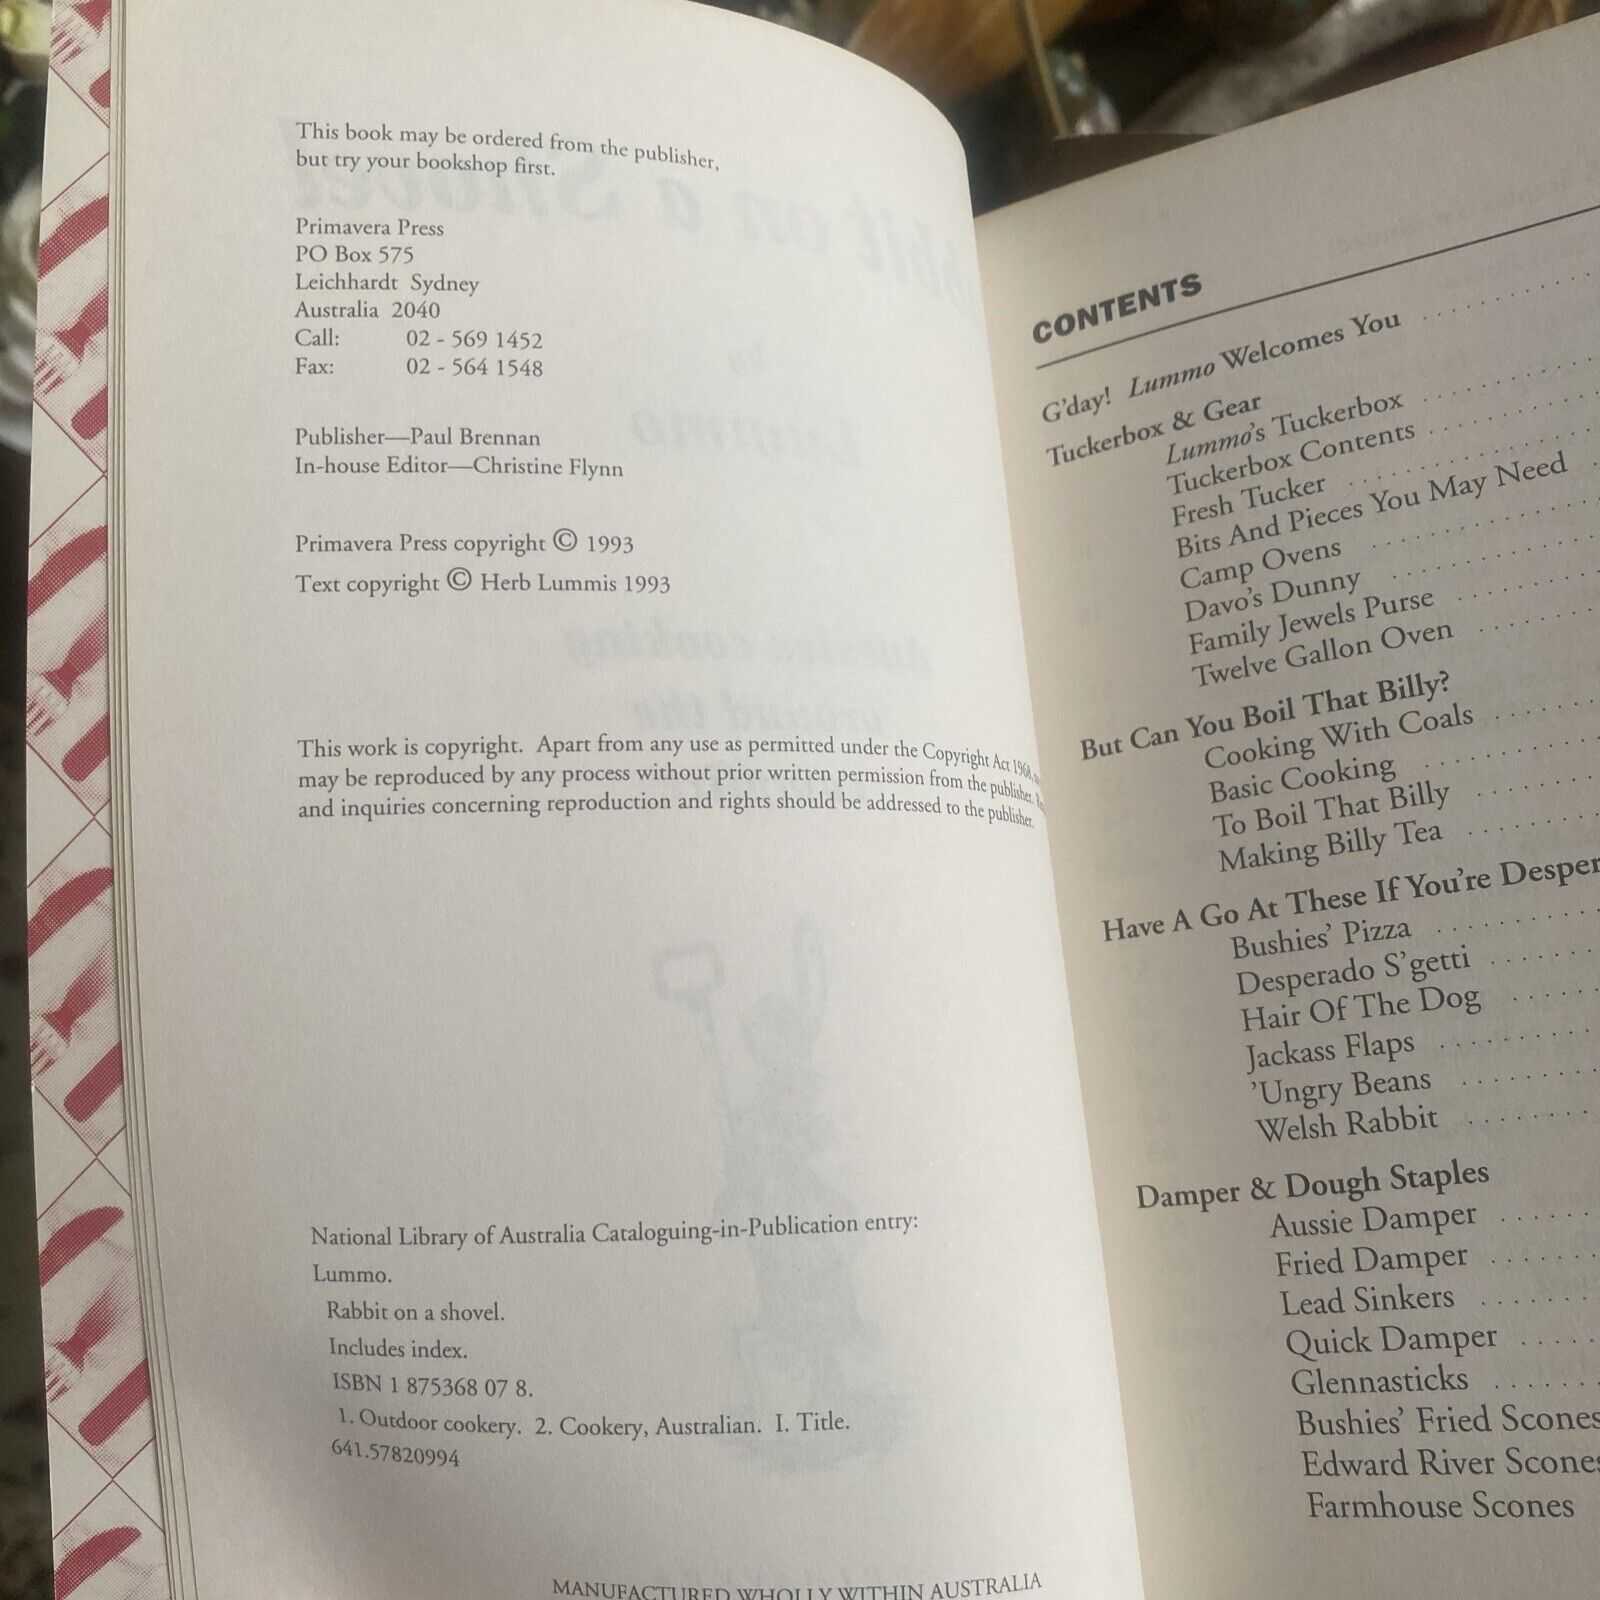 This book may be ordered from the publisher,
but try your bookshop first.
Primavera Press
PO Box 575
Leichhardt Sydney
Australia 2040
Call: 02 - 569 1452
Fax: 02 - 564 1548
Publisher—Paul Brennan
In-house Editor—Christine Flynn
Primavera Press copyright © 1993
Text copyright © Herb Lummis 1993
This work is copyright. Apart from any use as permitted under the Copyright Act 1968,
may be reproduced by any process without prior written permission from the publisher.
and inquiries concerning reproduction and rights should be addressed to the publisher.
National Library of Australia Cataloguing-in-Publication entry:
Lummo.
Rabbit on a shovel.
Includes index.
ISBN 1 875368 07 8.
1. Outdoor cookery. 2. Cookery, Australian. I. Title.
641.57820994
MANUFACTURED WHOLLY WITHIN AUSTRALIA
CONTENTS
G'day! Lummo Welcomes You
Tuckerbox & Gear
Lummo's Tuckerbox
Tuckerbox Contents
Fresh Tucker
Bits And Pieces You May Need
Camp Ovens
Davo's Dunny
Family Jewels Purse
Twelve Gallon Oven
But Can You Boil That Billy?
Cooking With Coals
Basic Cooking
To Boil That Billy
Making Billy Tea
Have A Go At These If You're Desper
Bushies' Pizza
Desperado S'getti
Hair Of The Dog
Jackass Flaps
'Ungry Beans
Welsh Rabbit
Damper & Dough Staples
Aussie Damper
Fried Damper
Lead Sinkers
Quick Damper
Glennasticks
Bushies' Fried Scones
Edward River Scones
Farmhouse Scones